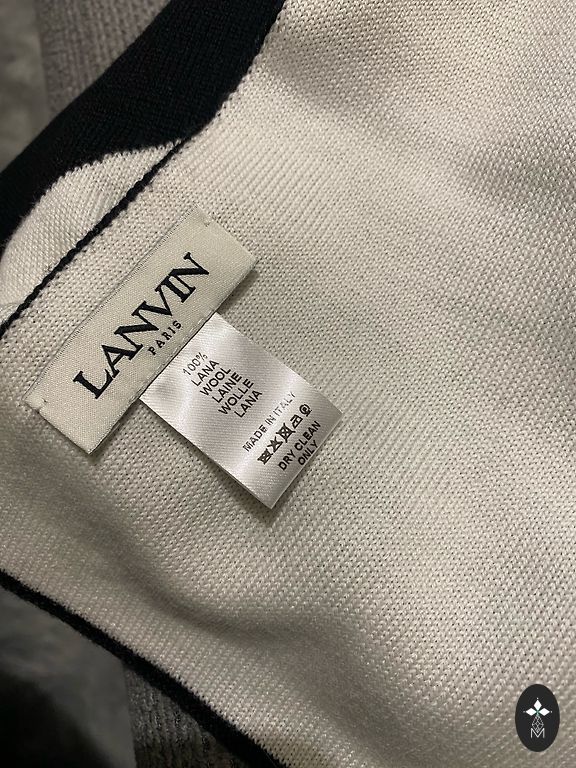 LANVIN
PARIS
100%
LANA
WOOL
LAINE
WOLLE
LANA
MADE IN ITALY
DRY CLEAN
ONLY
M